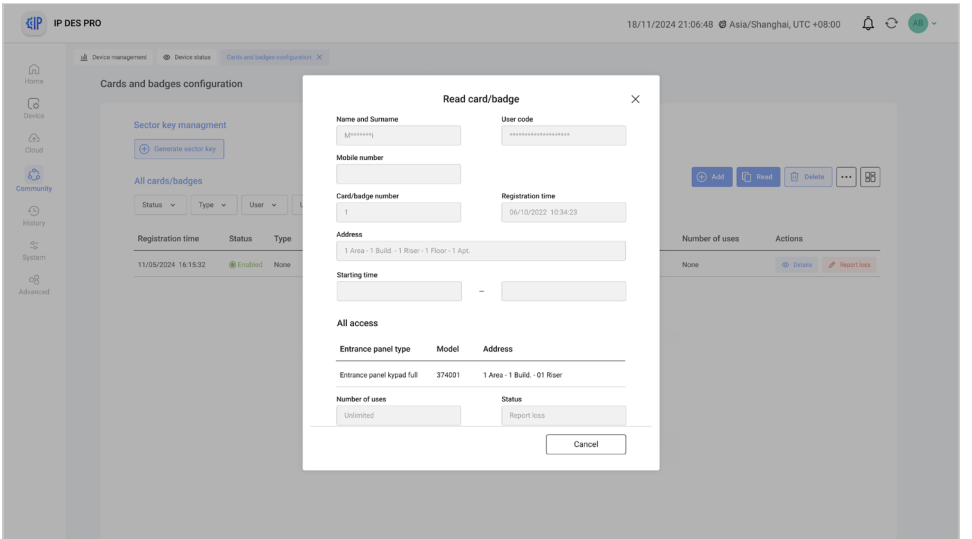 IP DES PRO
18/11/2024 21:06:48 Asia/Shanghai, UTC +08:00
AB
Device management
Device status
Cards and badges configuration
Home
Device
Cloud
Community
History
System
Advanced
Cards and badges configuration
Sector key managment
Generate sector key
All cards/badges
Add
Read
Delete
Status
Type
User
Registration time Status Type Number of uses Actions
11/05/2024 16:15:32 Enabled None None Details Report loss
Read card/badge
Name and Surname User code
M*******i ********************
Mobile number
Card/badge number Registration time
1 06/10/2022 10:34:23
Address
1 Area - 1 Build. - 1 Riser - 1 Floor - 1 Apt.
Starting time
–
All access
Entrance panel type Model Address
Entrance panel kypad full 374001 1 Area - 1 Build. - 01 Riser
Number of uses Status
Unlimited Report loss
Cancel